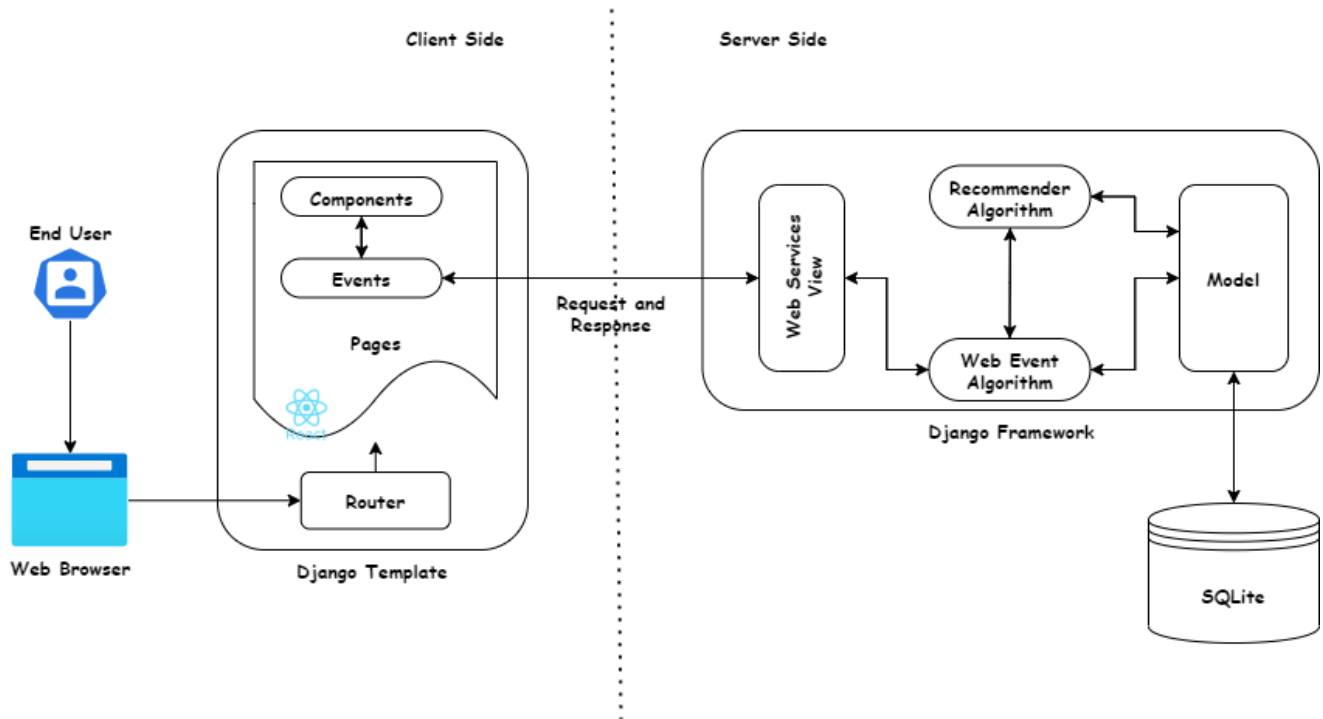 Client Side
Server Side
End User
Web Browser
Components
Events
Pages
React
Router
Django Template
Request and
Response
Web Services
View
Recommender
Algorithm
Web Event
Algorithm
Model
Django Framework
SQLite